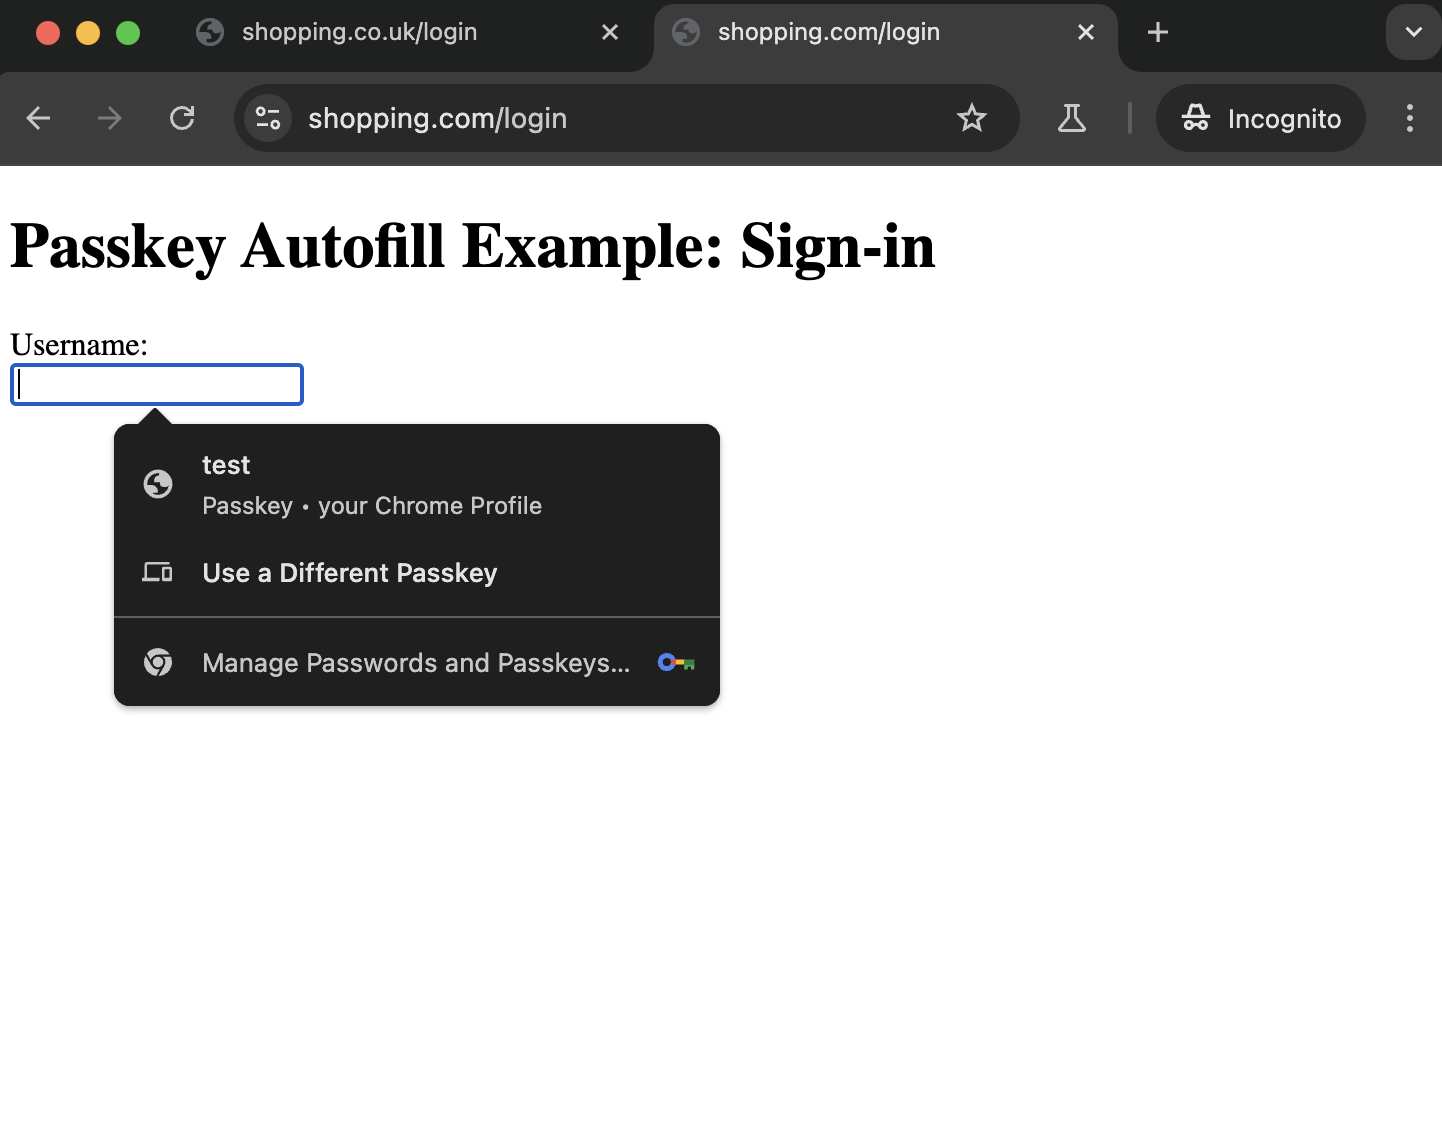 shopping.co.uk/login
shopping.com/login
shopping.com/login
Incognito
Passkey Autofill Example: Sign-in
Username:
test
Passkey • your Chrome Profile
Use a Different Passkey
Manage Passwords and Passkeys...